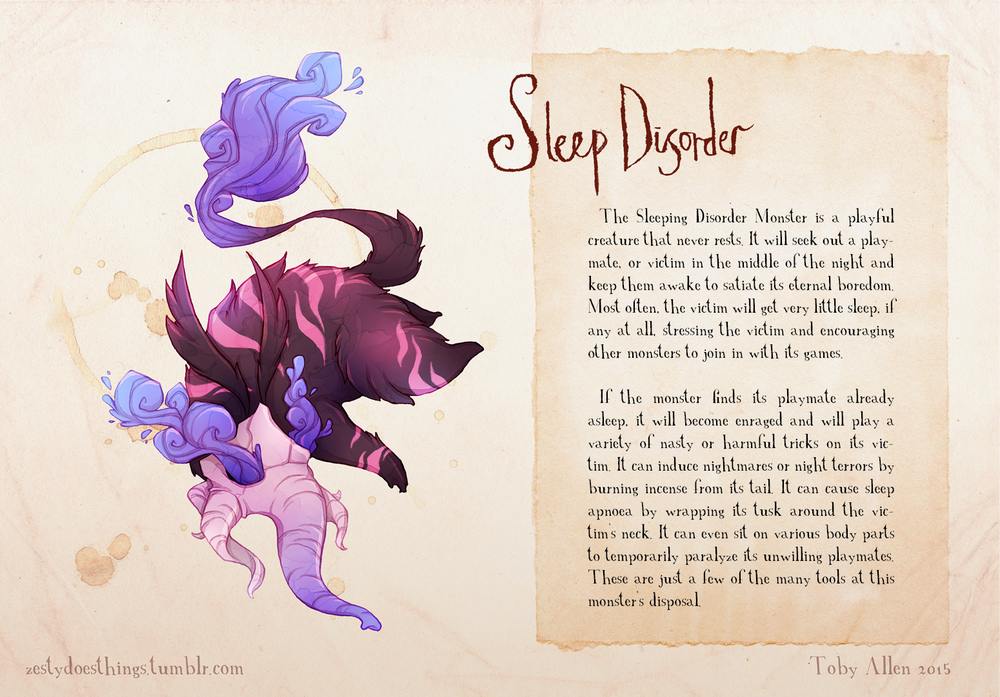 Sleep Disorder
The Sleeping Disorder Monster is a playful
creature that never rests. It will seek out a play-
mate, or victim in the middle of the night and
keep them awake to satiate its eternal boredom.
Most often, the victim will get very little sleep, if
any at all, stressing the victim and encouraging
other monsters to join in with its games.
If the monster finds its playmate already
asleep, it will become enraged and will play a
variety of nasty or harmful tricks on its vic-
tim. It can induce nightmares or night terrors by
burning incense from its tail. It can cause sleep
apnoea by wrapping its tusk around the vic-
tim's neck. It can even sit on various body parts
to temporarily paralyze its unwilling playmates.
These are just a few of the many tools at this
monster's disposal.
zestydoesthings.tumblr.com
Toby Allen 2015